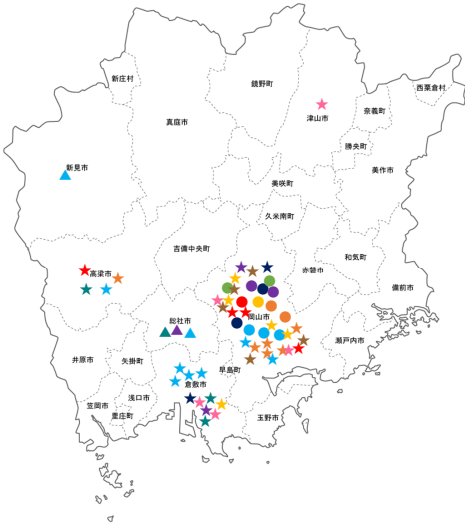 新庄村
鏡野町
西粟倉村
奈義町
真庭市
津山市
勝央町
新見市
美作市
美咲町
久米南町
吉備中央町
和気町
赤磐市
高梁市
備前市
総社市
岡山市
瀬戸内市
井原市
矢掛町
早島町
倉敷市
浅口市
笠岡市
里庄町
玉野市